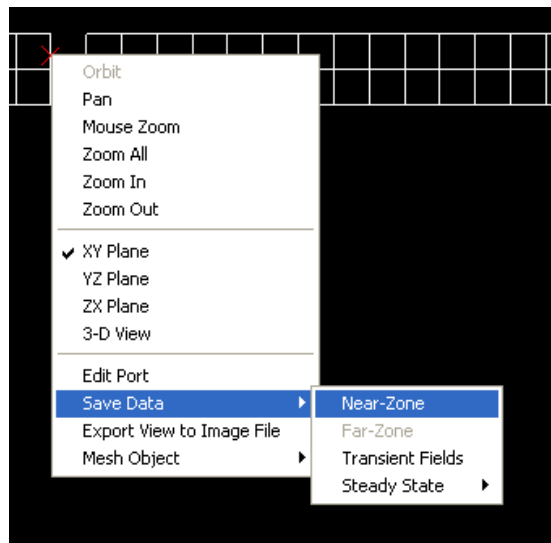 Orbit
Pan
Mouse Zoom
Zoom All
Zoom In
Zoom Out
XY Plane
YZ Plane
ZX Plane
3-D View
Edit Port
Save Data
Near-Zone
Export View to Image File
Far-Zone
Mesh Object
Transient Fields
Steady State